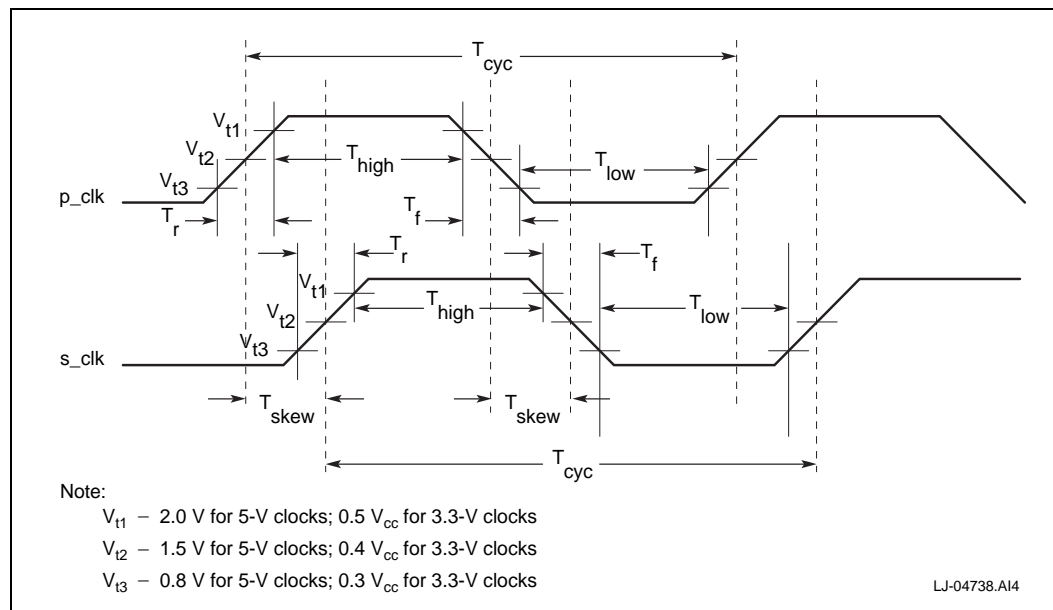 T_cyc
V_t1
V_t2
T_high
T_low
V_t3
p_clk
T_r
T_f
T_r
T_f
V_t1
T_high
T_low
V_t2
V_t3
s_clk
T_skew
T_skew
T_cyc
Note:
V_t1 – 2.0 V for 5-V clocks; 0.5 V_cc for 3.3-V clocks
V_t2 – 1.5 V for 5-V clocks; 0.4 V_cc for 3.3-V clocks
V_t3 – 0.8 V for 5-V clocks; 0.3 V_cc for 3.3-V clocks
LJ-04738.AI4